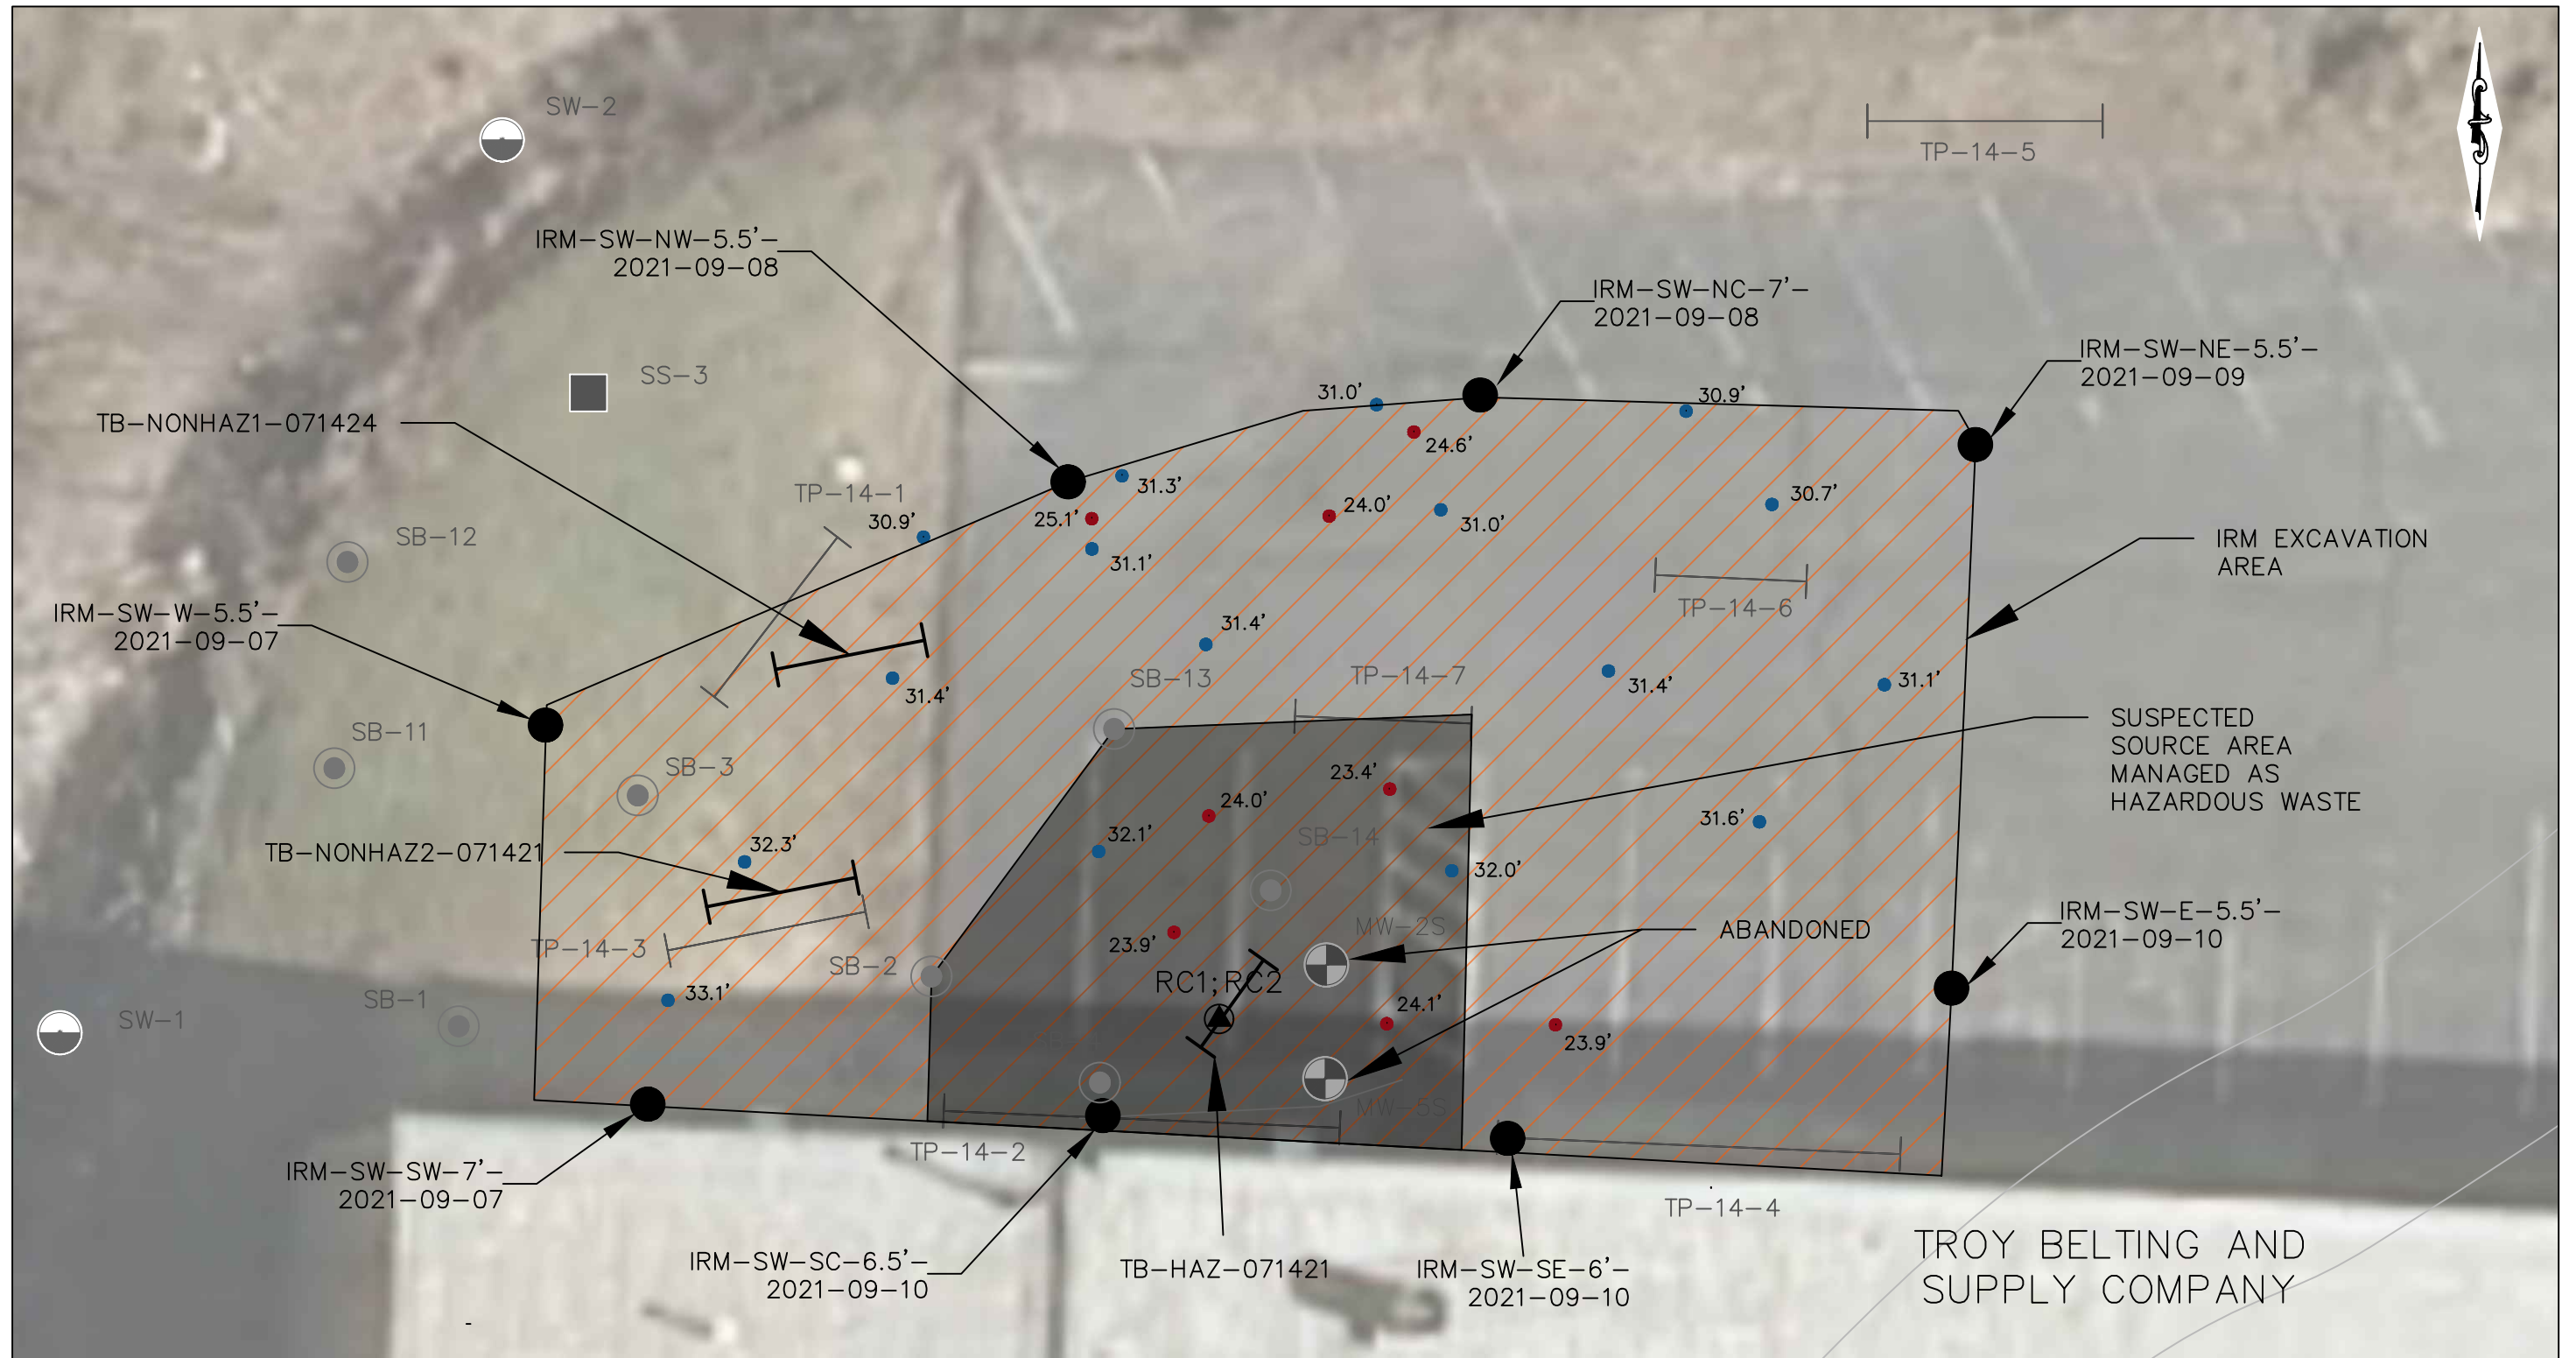 SW-2
TP-14-5
IRM-SW-NW-5.5'-
2021-09-08
IRM-SW-NC-7'-
2021-09-08
IRM-SW-NE-5.5'-
2021-09-09
SS-3
TB-NONHAZ1-071424
31.0'
30.9'
24.6'
TP-14-1
31.3'
30.9'
25.1'
24.0'
31.0'
30.7'
SB-12
31.1'
IRM EXCAVATION
AREA
IRM-SW-W-5.5'-
2021-09-07
TP-14-6
31.4'
SB-13
TP-14-7
31.4'
31.4'
31.1'
SUSPECTED
SOURCE AREA
MANAGED AS
HAZARDOUS WASTE
SB-11
SB-3
23.4'
24.0'
SB-14
32.1'
31.6'
TB-NONHAZ2-071421
32.3'
32.0'
IRM-SW-E-5.5'-
2021-09-10
MW-2S
ABANDONED
TP-14-3
23.9'
SB-2
RC1;RC2
SB-1
33.1'
24.1'
SW-1
23.9'
MW-5S
TP-14-2
IRM-SW-SW-7'-
2021-09-07
TP-14-4
IRM-SW-SC-6.5'-
2021-09-10
TB-HAZ-071421
IRM-SW-SE-6'-
2021-09-10
TROY BELTING AND
SUPPLY COMPANY